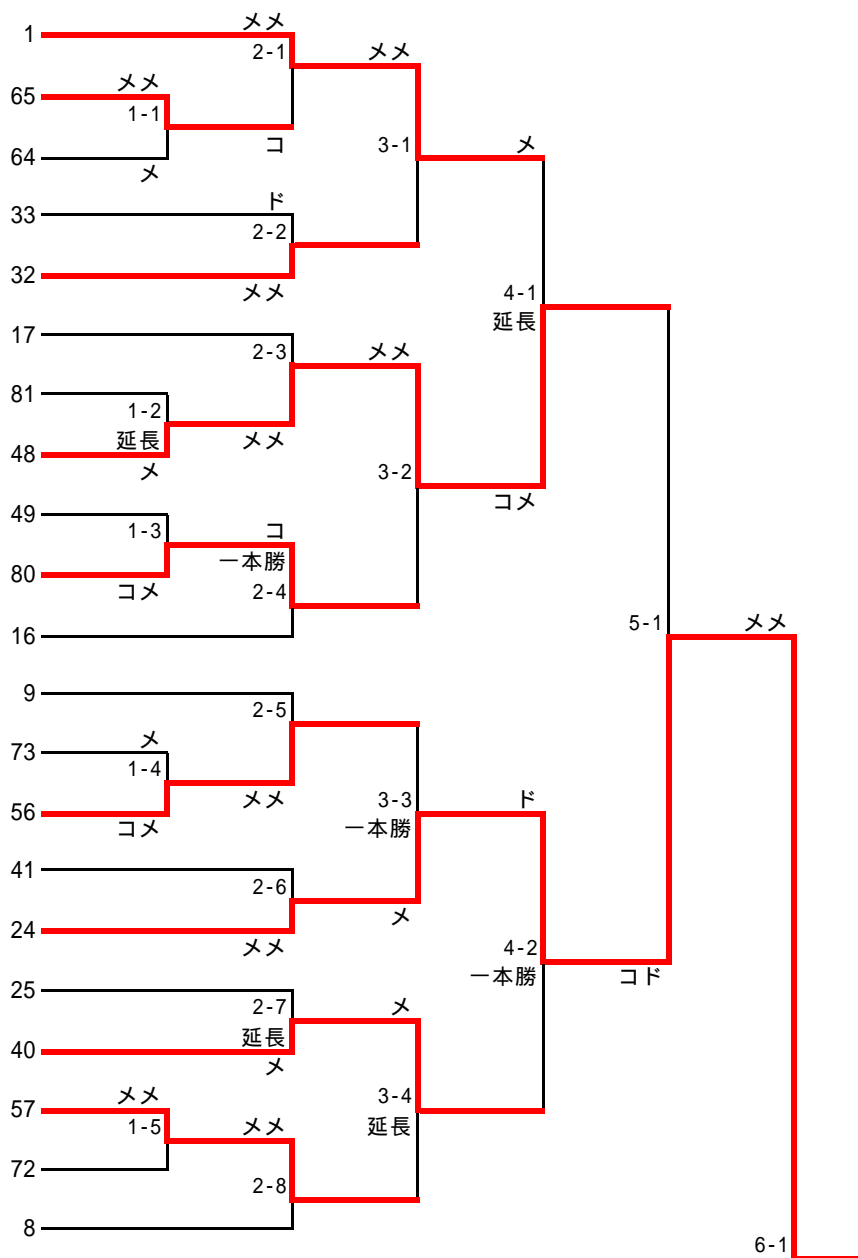 メメ
1
2-1
メメ
メメ
65
1-1
コ
3-1
メ
64
メ
ド
33
2-2
32
メメ
4-1
延長
17
2-3
メメ
81
1-2
延長
メメ
48
メ
3-2
コメ
49
1-3
コ
一本勝
80
コメ
2-4
16
5-1
メメ
9
2-5
メ
73
1-4
メメ
3-3
ド
56
コメ
一本勝
41
2-6
メ
24
メメ
4-2
一本勝
コド
25
2-7
メ
延長
40
メ
メメ
3-4
57
1-5
メメ
延長
72
2-8
8
6-1